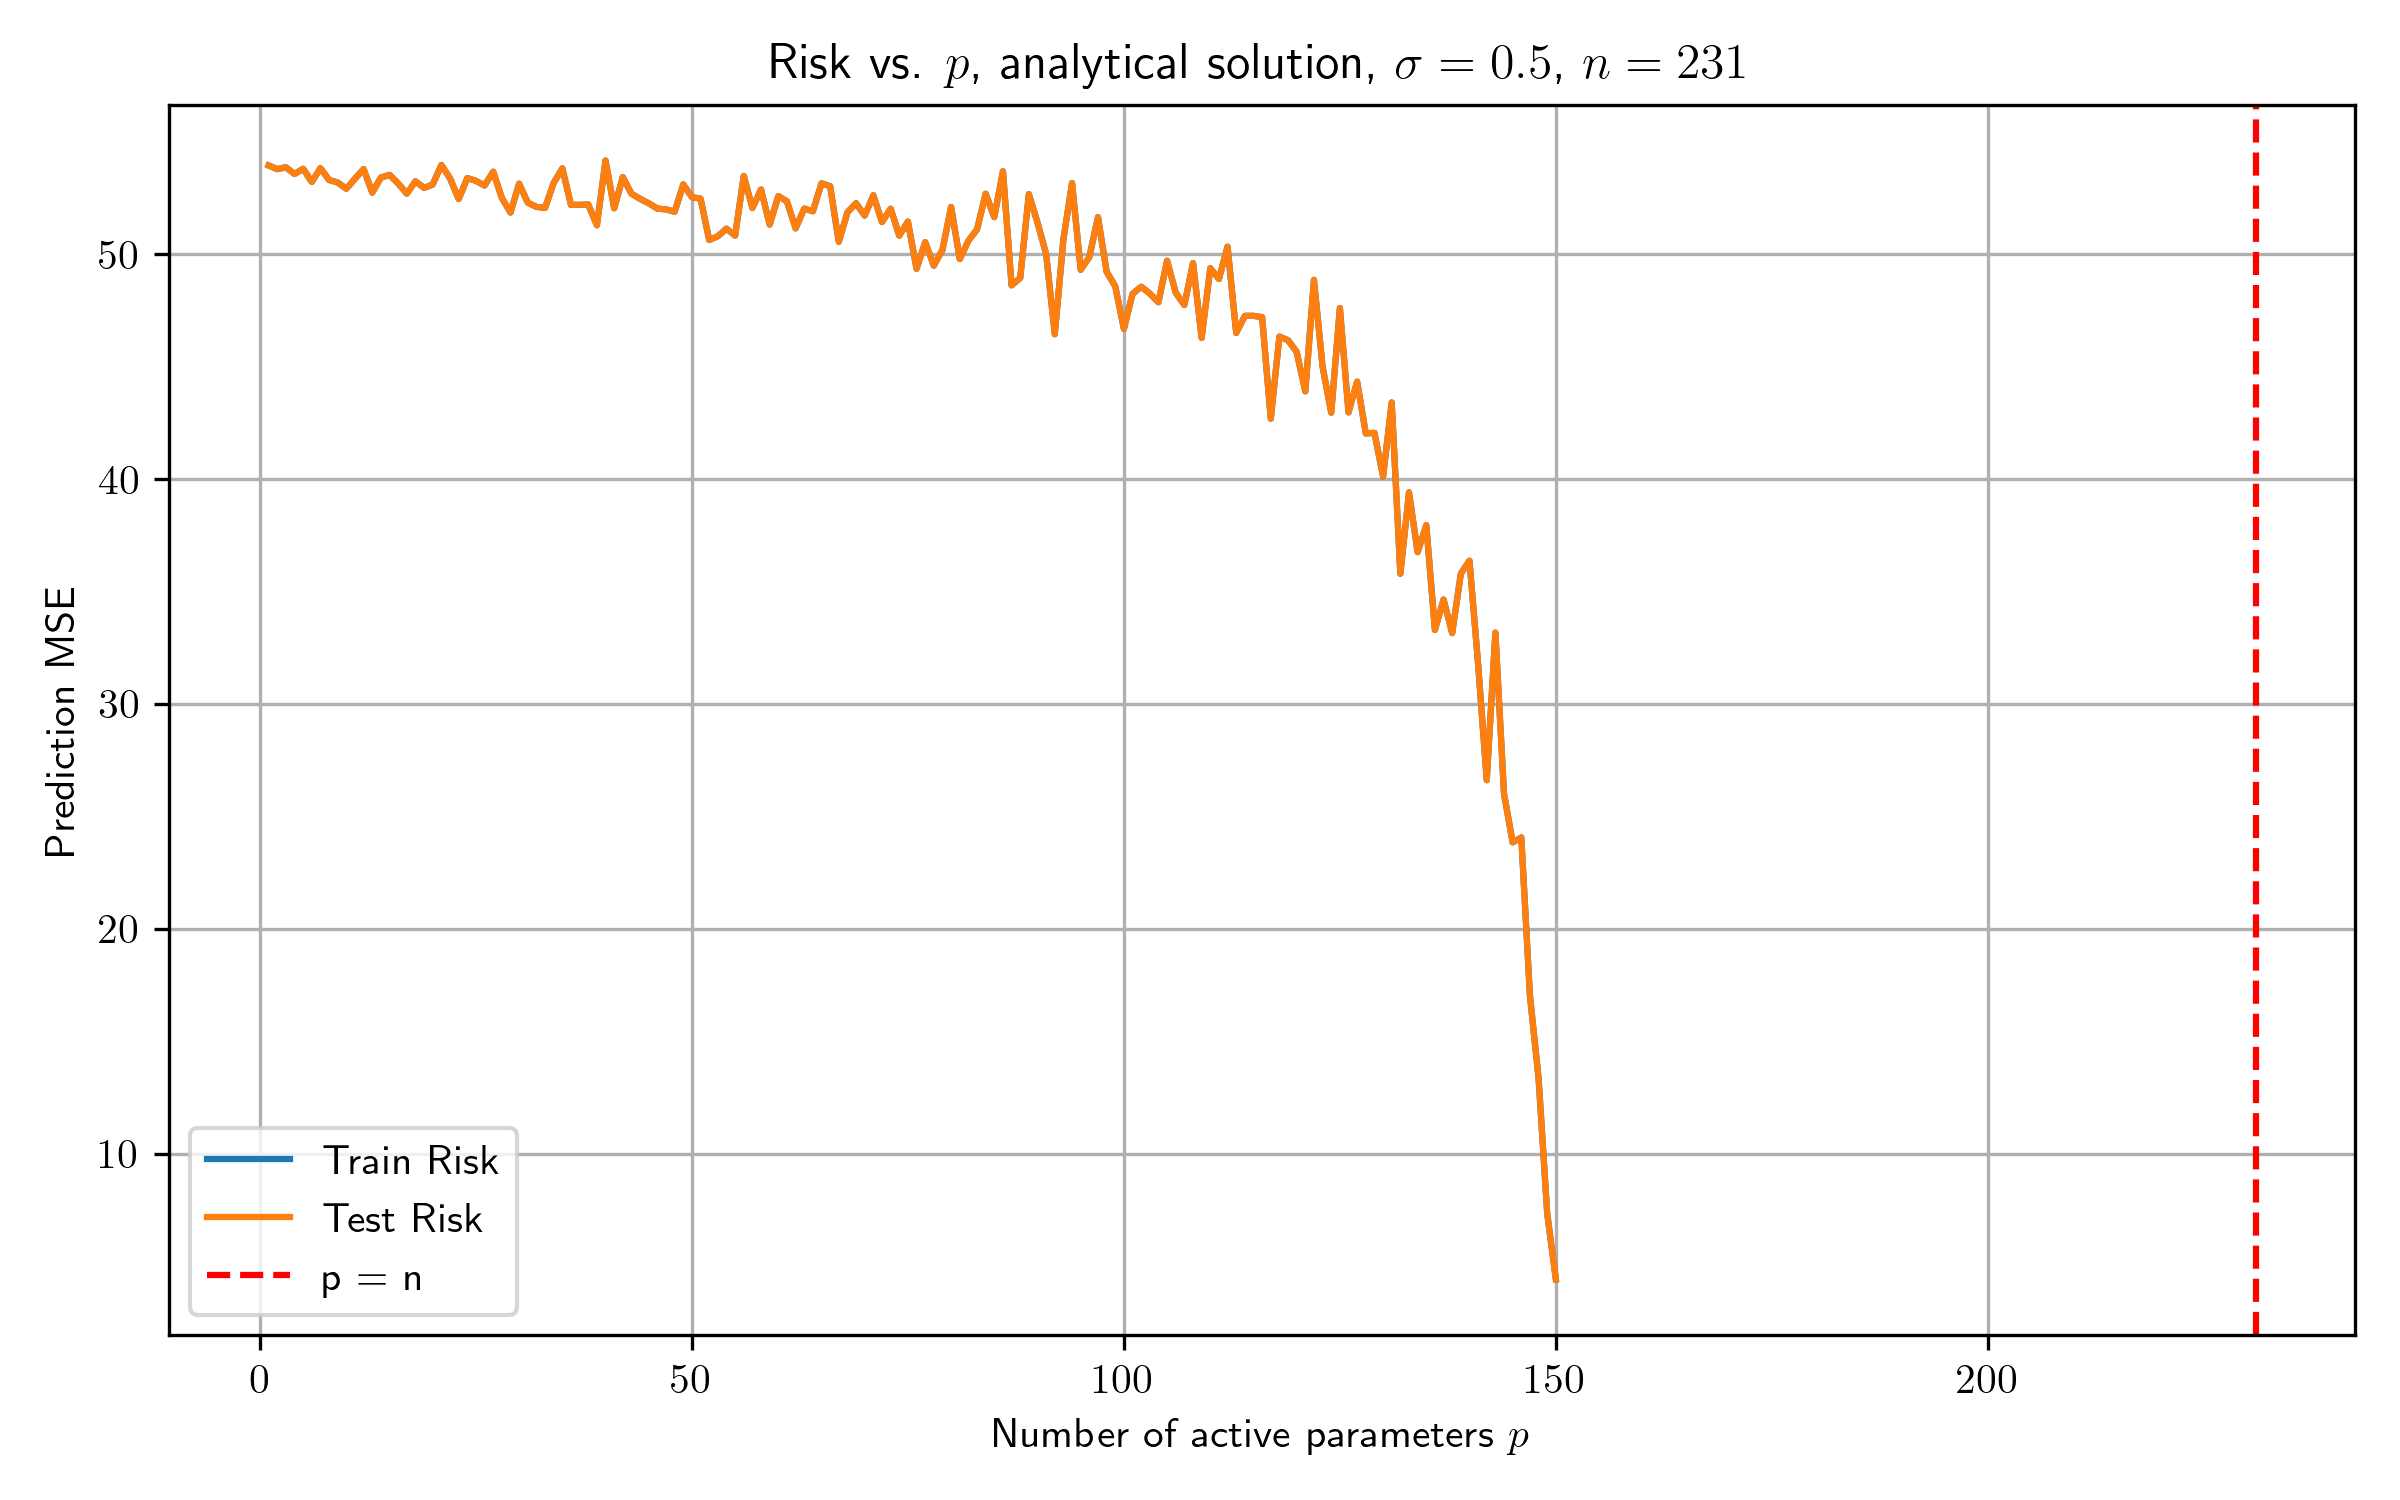 Risk vs. p, analytical solution, σ = 0.5, n = 231
Prediction MSE
50
40
30
20
10
Train Risk
Test Risk
p = n
0 50 100 150 200
Number of active parameters p